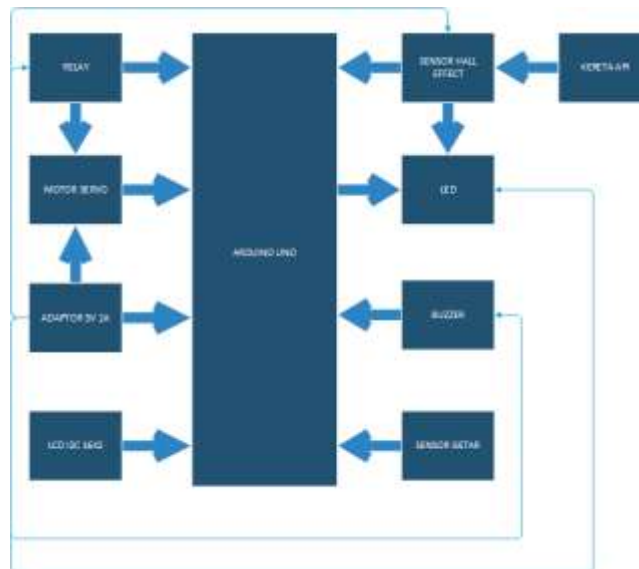 RELAY
SENSOR HALL
EFFECT
KERETA API
MOTOR SERVO
LED
ARDUINO UNO
ADAPTOR 5V 2A
BUZZER
LCD I2C 16X2
SENSOR GETAR